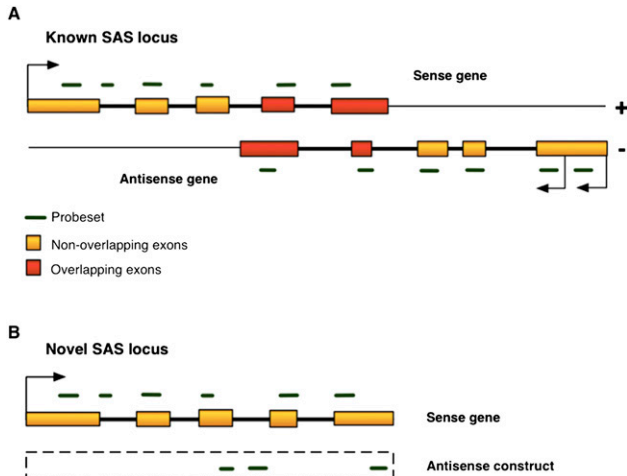 A
Known SAS locus
Sense gene
+
-
Antisense gene
Probeset
Non-overlapping exons
Overlapping exons
B
Novel SAS locus
Sense gene
Antisense construct